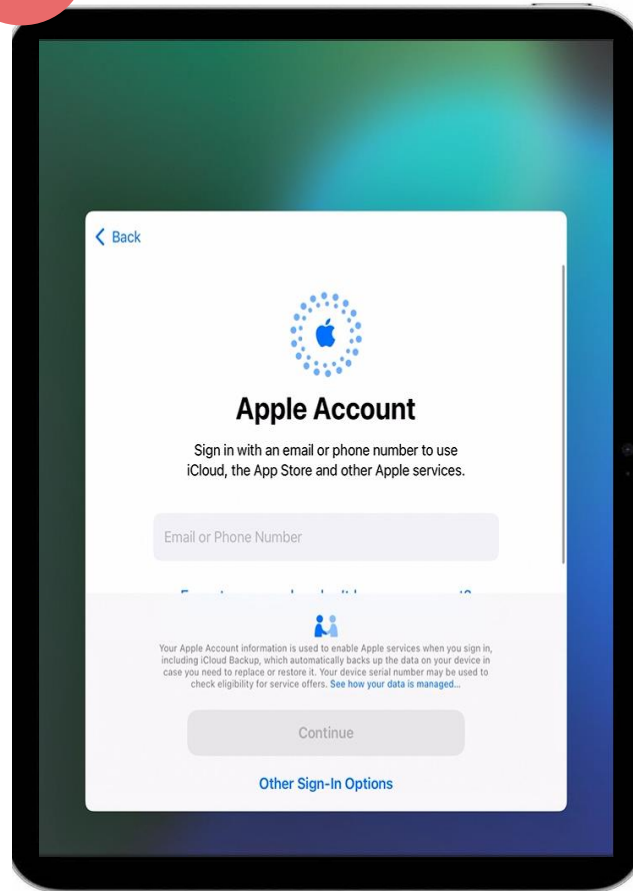 Back
Apple Account
Sign in with an email or phone number to use
iCloud, the App Store and other Apple services.
Email or Phone Number
Your Apple Account information is used to enable Apple services when you sign in,
including iCloud Backup, which automatically backs up the data on your device in
case you need to replace or restore it. Your device serial number may be used to
check eligibility for service offers. See how your data is managed...
Continue
Other Sign-In Options